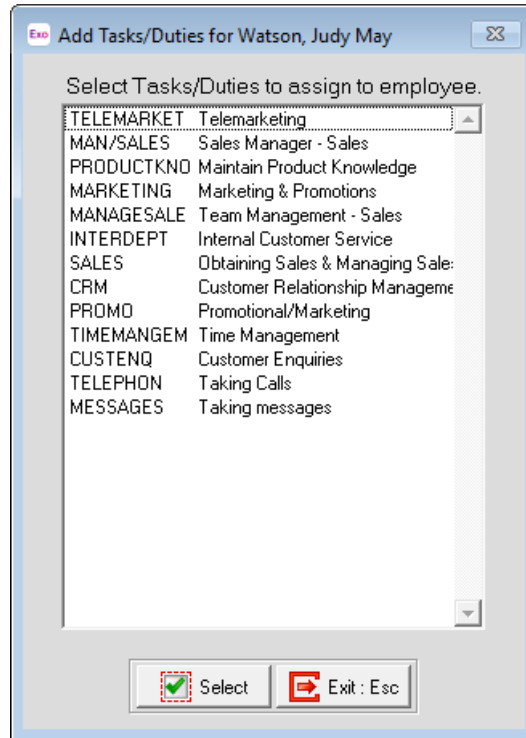 Exo Add Tasks/Duties for Watson, Judy May
Select Tasks/Duties to assign to employee.
TELEMARKET Telemarketing
MAN/SALES Sales Manager - Sales
PRODUCTKNO Maintain Product Knowledge
MARKETING Marketing & Promotions
MANAGESALE Team Management - Sales
INTERDEPT Internal Customer Service
SALES Obtaining Sales & Managing Sale
CRM Customer Relationship Manageme
PROMO Promotional/Marketing
TIMEMANGEM Time Management
CUSTENQ Customer Enquiries
TELEPHON Taking Calls
MESSAGES Taking messages
Select Exit : Esc